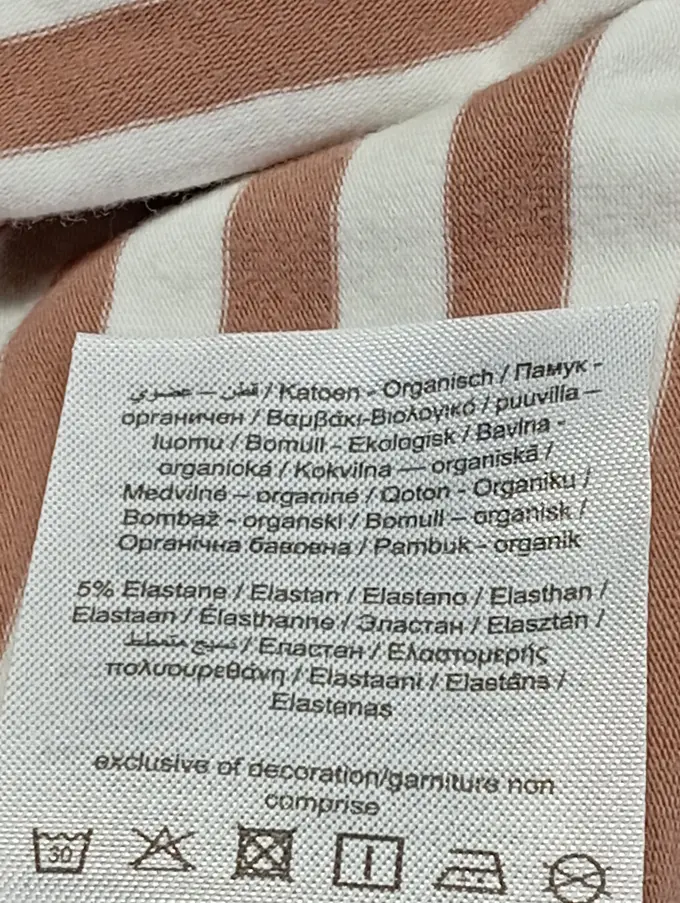 قطن – عضوي / Katoen - Organisch / Памук -
органичен / Βαμβάκι-Βιολογικό / puuvilla –
luomu / Bomull - Ekologisk / Bavlna -
organická / Kokvilna — organiskā /
Medvilnė – organinė / Qoton - Organiku /
Bombaž - organski / Bomull – organisk /
Органічна бавовна / Pambuk - organik
5% Elastane / Elastan / Elastano / Elasthan /
Elastaan / Élasthanne / Эластан / Elasztán /
نسيج متمطط / Еластан / Ελαστομερής
πολυουρεθάνη / Elastaani / Elastāns /
Elastanas
exclusive of decoration/garniture non
comprise
30